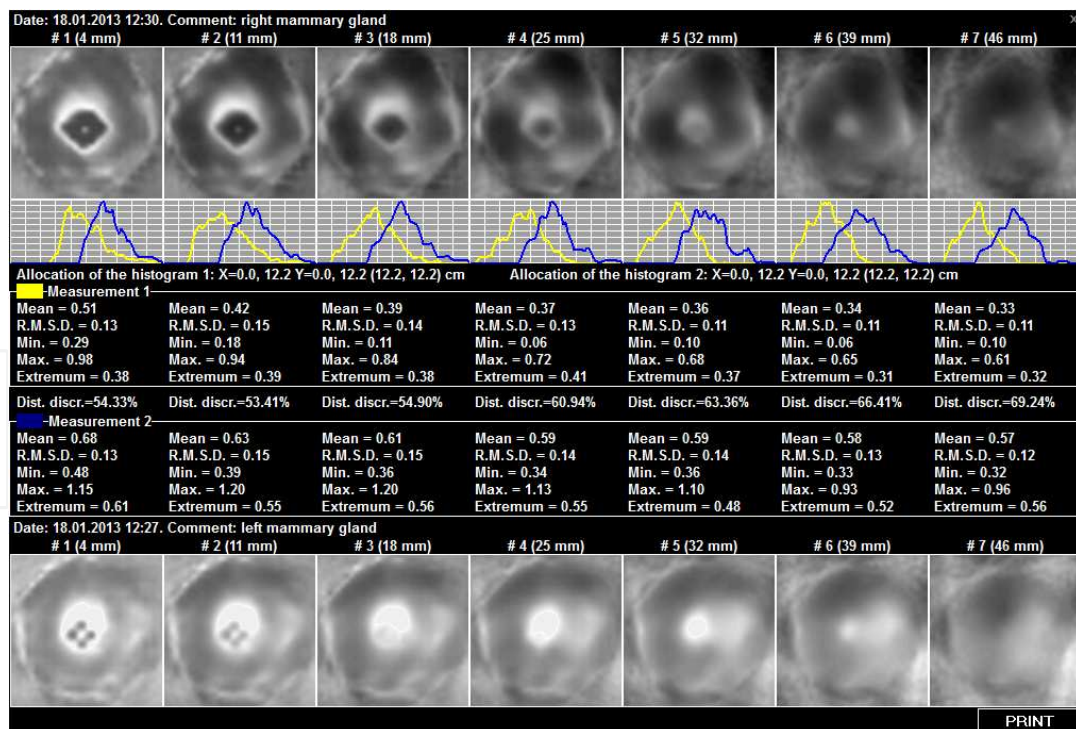 Date: 18.01.2013 12:30. Comment: right mammary gland x
# 1 (4 mm) # 2 (11 mm) # 3 (18 mm) # 4 (25 mm) # 5 (32 mm) # 6 (39 mm) # 7 (46 mm)
Allocation of the histogram 1: X=0.0, 12.2 Y=0.0, 12.2 (12.2, 12.2) cm Allocation of the histogram 2: X=0.0, 12.2 Y=0.0, 12.2 (12.2, 12.2) cm
Measurement 1
Mean = 0.51 Mean = 0.42 Mean = 0.39 Mean = 0.37 Mean = 0.36 Mean = 0.34 Mean = 0.33
R.M.S.D. = 0.13 R.M.S.D. = 0.15 R.M.S.D. = 0.14 R.M.S.D. = 0.13 R.M.S.D. = 0.11 R.M.S.D. = 0.11 R.M.S.D. = 0.11
Min. = 0.29 Min. = 0.18 Min. = 0.11 Min. = 0.06 Min. = 0.10 Min. = 0.06 Min. = 0.10
Max. = 0.98 Max. = 0.94 Max. = 0.84 Max. = 0.72 Max. = 0.68 Max. = 0.65 Max. = 0.61
Extremum = 0.38 Extremum = 0.39 Extremum = 0.38 Extremum = 0.41 Extremum = 0.37 Extremum = 0.31 Extremum = 0.32
Dist. discr.=54.33% Dist. discr.=53.41% Dist. discr.=54.90% Dist. discr.=60.94% Dist. discr.=63.36% Dist. discr.=66.41% Dist. discr.=69.24%
Measurement 2
Mean = 0.68 Mean = 0.63 Mean = 0.61 Mean = 0.59 Mean = 0.59 Mean = 0.58 Mean = 0.57
R.M.S.D. = 0.13 R.M.S.D. = 0.15 R.M.S.D. = 0.15 R.M.S.D. = 0.14 R.M.S.D. = 0.14 R.M.S.D. = 0.13 R.M.S.D. = 0.12
Min. = 0.48 Min. = 0.39 Min. = 0.36 Min. = 0.34 Min. = 0.36 Min. = 0.33 Min. = 0.32
Max. = 1.15 Max. = 1.20 Max. = 1.20 Max. = 1.13 Max. = 1.10 Max. = 0.93 Max. = 0.96
Extremum = 0.61 Extremum = 0.55 Extremum = 0.56 Extremum = 0.55 Extremum = 0.48 Extremum = 0.52 Extremum = 0.56
Date: 18.01.2013 12:27. Comment: left mammary gland
# 1 (4 mm) # 2 (11 mm) # 3 (18 mm) # 4 (25 mm) # 5 (32 mm) # 6 (39 mm) # 7 (46 mm)
PRINT